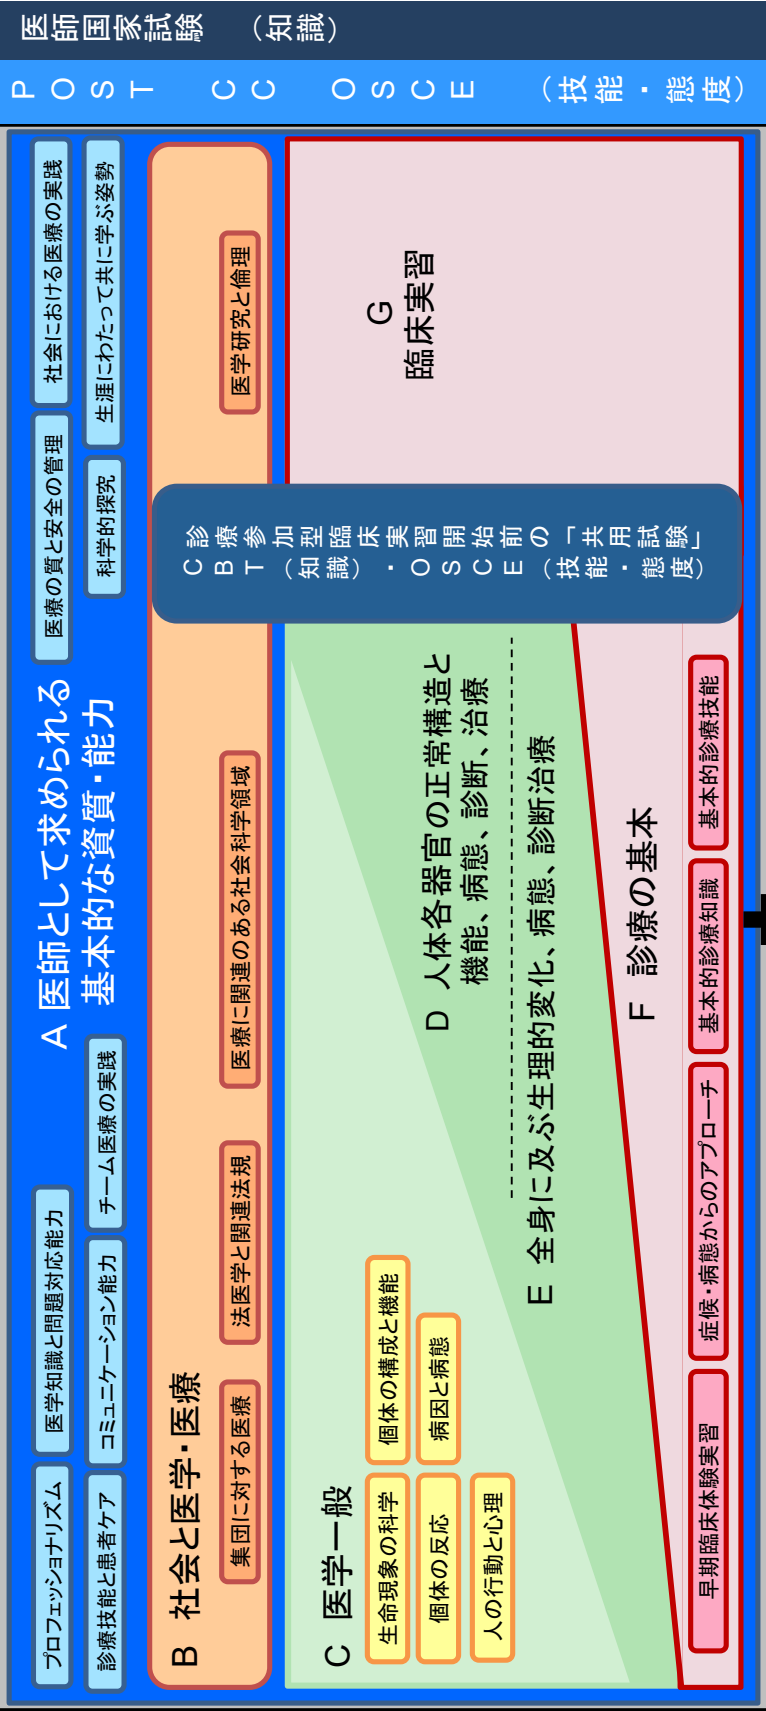 医師国家試験　（知識）
ＰＯＳＴ　ＣＣ　ＯＳＣＥ　（技能・態度）
A 医師として求められる
基本的な資質・能力
プロフェッショナリズム
医学知識と問題対応能力
診療技能と患者ケア
コミュニケーション能力
チーム医療の実践
医療の質と安全の管理
社会における医療の実践
科学的探究
生涯にわたって共に学ぶ姿勢
B 社会と医学・医療
集団に対する医療
法医学と関連法規
医療に関連のある社会科学領域
医学研究と倫理
C 医学一般
生命現象の科学
個体の構成と機能
個体の反応
病因と病態
人の行動と心理
D 人体各器官の正常構造と
機能、病態、診断、治療
E 全身に及ぶ生理的変化、病態、診断治療
F 診療の基本
早期臨床体験実習
症候・病態からのアプローチ
基本的診療知識
基本的診療技能
診療参加型臨床実習開始前の「共用試験」
ＣＢＴ（知識）・ＯＳＣＥ（技能・態度）
G
臨床実習